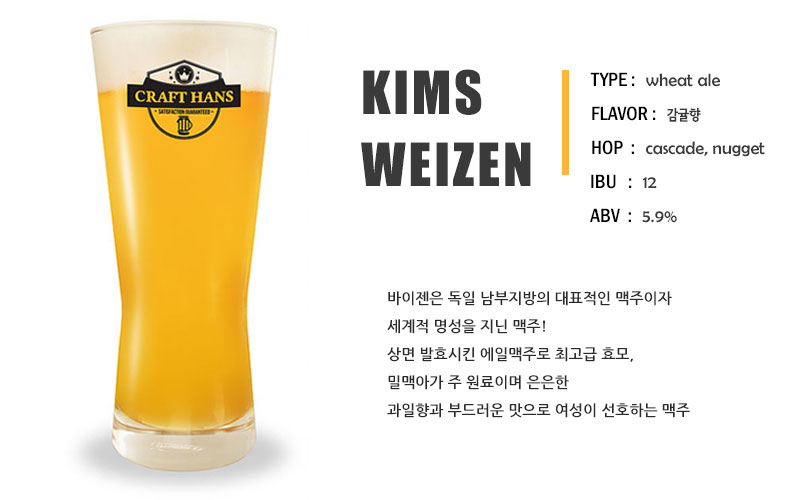 CRAFT HANS
SATISFACTION GUARANTEED
KIMS
WEIZEN
TYPE : wheat ale
FLAVOR : 감귤향
HOP : cascade, nugget
IBU : 12
ABV : 5.9%
바이젠은 독일 남부지방의 대표적인 맥주이자
세계적 명성을 지닌 맥주!
상면 발효시킨 에일맥주로 최고급 효모,
밀맥아가 주 원료이며 은은한
과일향과 부드러운 맛으로 여성이 선호하는 맥주